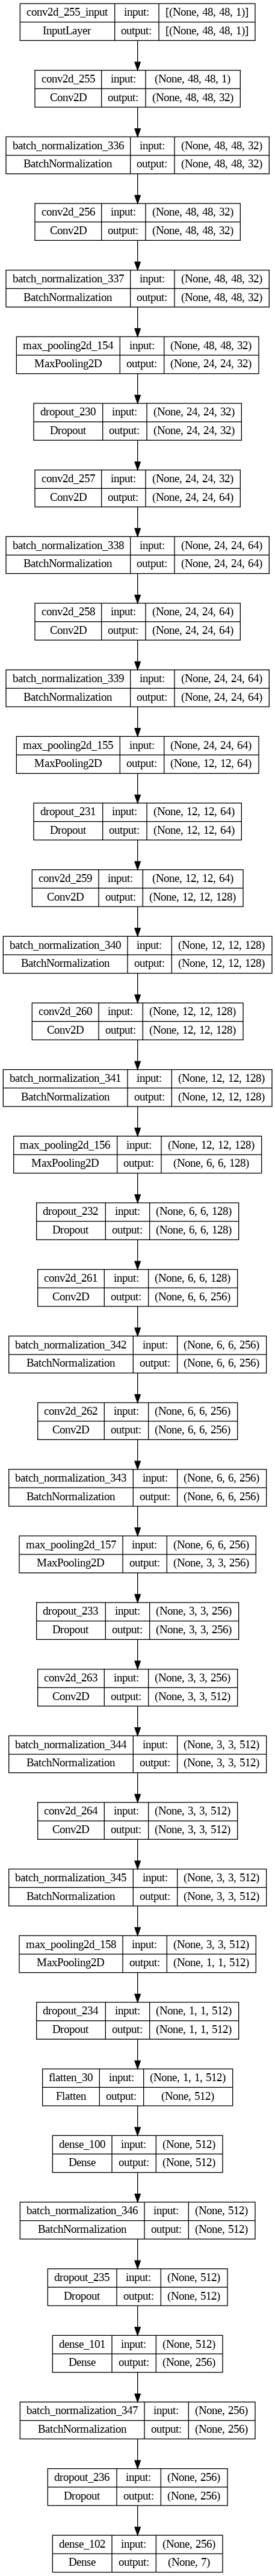 conv2d_255_input input: [(None, 48, 48, 1)]
InputLayer output: [(None, 48, 48, 1)]
conv2d_255 input: (None, 48, 48, 1)
Conv2D output: (None, 48, 48, 32)
batch_normalization_336 input: (None, 48, 48, 32)
BatchNormalization output: (None, 48, 48, 32)
conv2d_256 input: (None, 48, 48, 32)
Conv2D output: (None, 48, 48, 32)
batch_normalization_337 input: (None, 48, 48, 32)
BatchNormalization output: (None, 48, 48, 32)
max_pooling2d_154 input: (None, 48, 48, 32)
MaxPooling2D output: (None, 24, 24, 32)
dropout_230 input: (None, 24, 24, 32)
Dropout output: (None, 24, 24, 32)
conv2d_257 input: (None, 24, 24, 32)
Conv2D output: (None, 24, 24, 64)
batch_normalization_338 input: (None, 24, 24, 64)
BatchNormalization output: (None, 24, 24, 64)
conv2d_258 input: (None, 24, 24, 64)
Conv2D output: (None, 24, 24, 64)
batch_normalization_339 input: (None, 24, 24, 64)
BatchNormalization output: (None, 24, 24, 64)
max_pooling2d_155 input: (None, 24, 24, 64)
MaxPooling2D output: (None, 12, 12, 64)
dropout_231 input: (None, 12, 12, 64)
Dropout output: (None, 12, 12, 64)
conv2d_259 input: (None, 12, 12, 64)
Conv2D output: (None, 12, 12, 128)
batch_normalization_340 input: (None, 12, 12, 128)
BatchNormalization output: (None, 12, 12, 128)
conv2d_260 input: (None, 12, 12, 128)
Conv2D output: (None, 12, 12, 128)
batch_normalization_341 input: (None, 12, 12, 128)
BatchNormalization output: (None, 12, 12, 128)
max_pooling2d_156 input: (None, 12, 12, 128)
MaxPooling2D output: (None, 6, 6, 128)
dropout_232 input: (None, 6, 6, 128)
Dropout output: (None, 6, 6, 128)
conv2d_261 input: (None, 6, 6, 128)
Conv2D output: (None, 6, 6, 256)
batch_normalization_342 input: (None, 6, 6, 256)
BatchNormalization output: (None, 6, 6, 256)
conv2d_262 input: (None, 6, 6, 256)
Conv2D output: (None, 6, 6, 256)
batch_normalization_343 input: (None, 6, 6, 256)
BatchNormalization output: (None, 6, 6, 256)
max_pooling2d_157 input: (None, 6, 6, 256)
MaxPooling2D output: (None, 3, 3, 256)
dropout_233 input: (None, 3, 3, 256)
Dropout output: (None, 3, 3, 256)
conv2d_263 input: (None, 3, 3, 256)
Conv2D output: (None, 3, 3, 512)
batch_normalization_344 input: (None, 3, 3, 512)
BatchNormalization output: (None, 3, 3, 512)
conv2d_264 input: (None, 3, 3, 512)
Conv2D output: (None, 3, 3, 512)
batch_normalization_345 input: (None, 3, 3, 512)
BatchNormalization output: (None, 3, 3, 512)
max_pooling2d_158 input: (None, 3, 3, 512)
MaxPooling2D output: (None, 1, 1, 512)
dropout_234 input: (None, 1, 1, 512)
Dropout output: (None, 1, 1, 512)
flatten_30 input: (None, 1, 1, 512)
Flatten output: (None, 512)
dense_100 input: (None, 512)
Dense output: (None, 512)
batch_normalization_346 input: (None, 512)
BatchNormalization output: (None, 512)
dropout_235 input: (None, 512)
Dropout output: (None, 512)
dense_101 input: (None, 512)
Dense output: (None, 256)
batch_normalization_347 input: (None, 256)
BatchNormalization output: (None, 256)
dropout_236 input: (None, 256)
Dropout output: (None, 256)
dense_102 input: (None, 256)
Dense output: (None, 7)